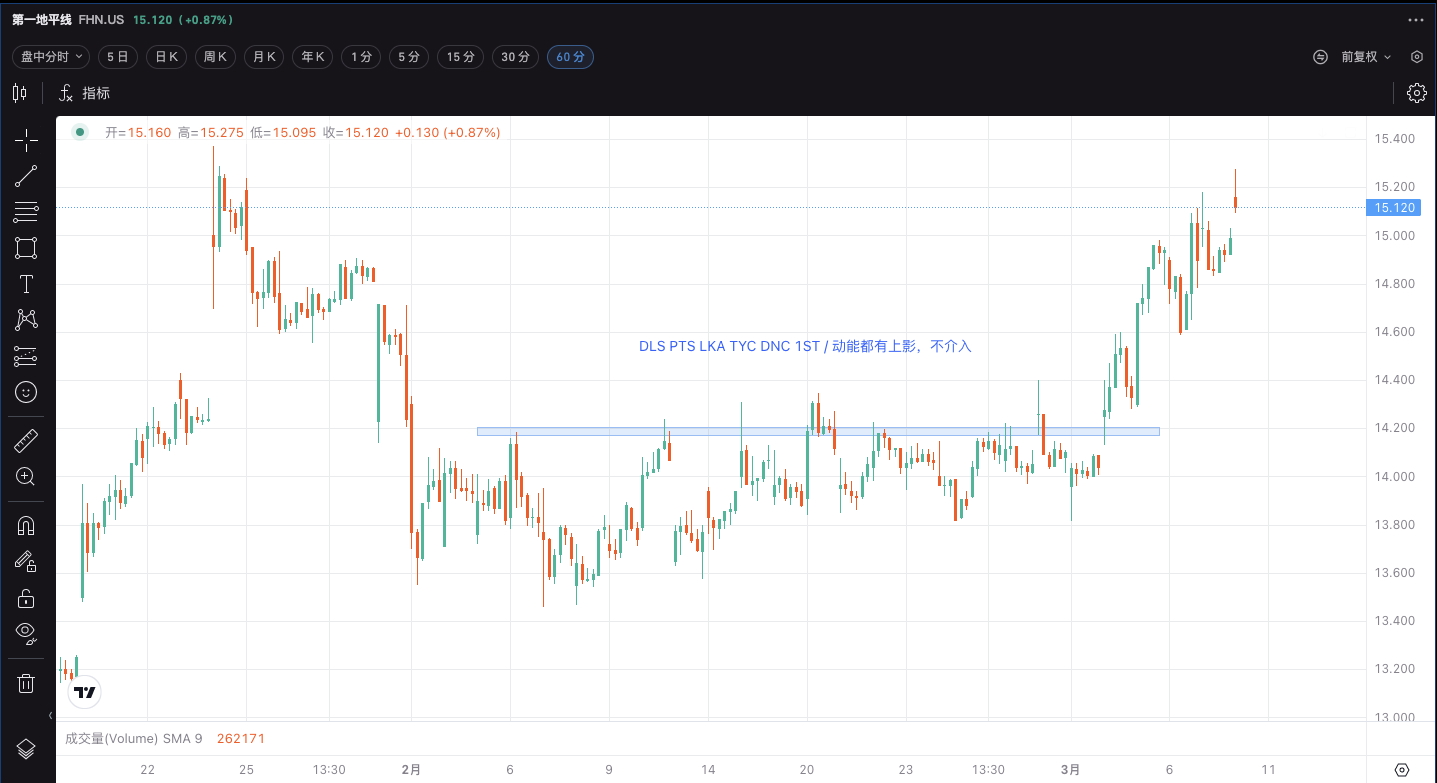 第一地平线 FHN.US 15.120 (+0.87%)
盘中分时 5日 日K 周K 月K 年K 1分 5分 15分 30分 60分 前复权
指标
开=15.160 高=15.275 低=15.095 收=15.120 +0.130 (+0.87%)
15.400
15.200
15.120
15.000
14.800
14.600
DLS PTS LKA TYC DNC 1ST / 动能都有上影，不介入
14.400
14.200
14.000
13.800
13.600
13.400
13.200
13.000
成交量(Volume) SMA 9 262171
22 25 13:30 2月 6 9 14 20 23 13:30 3月 6 11